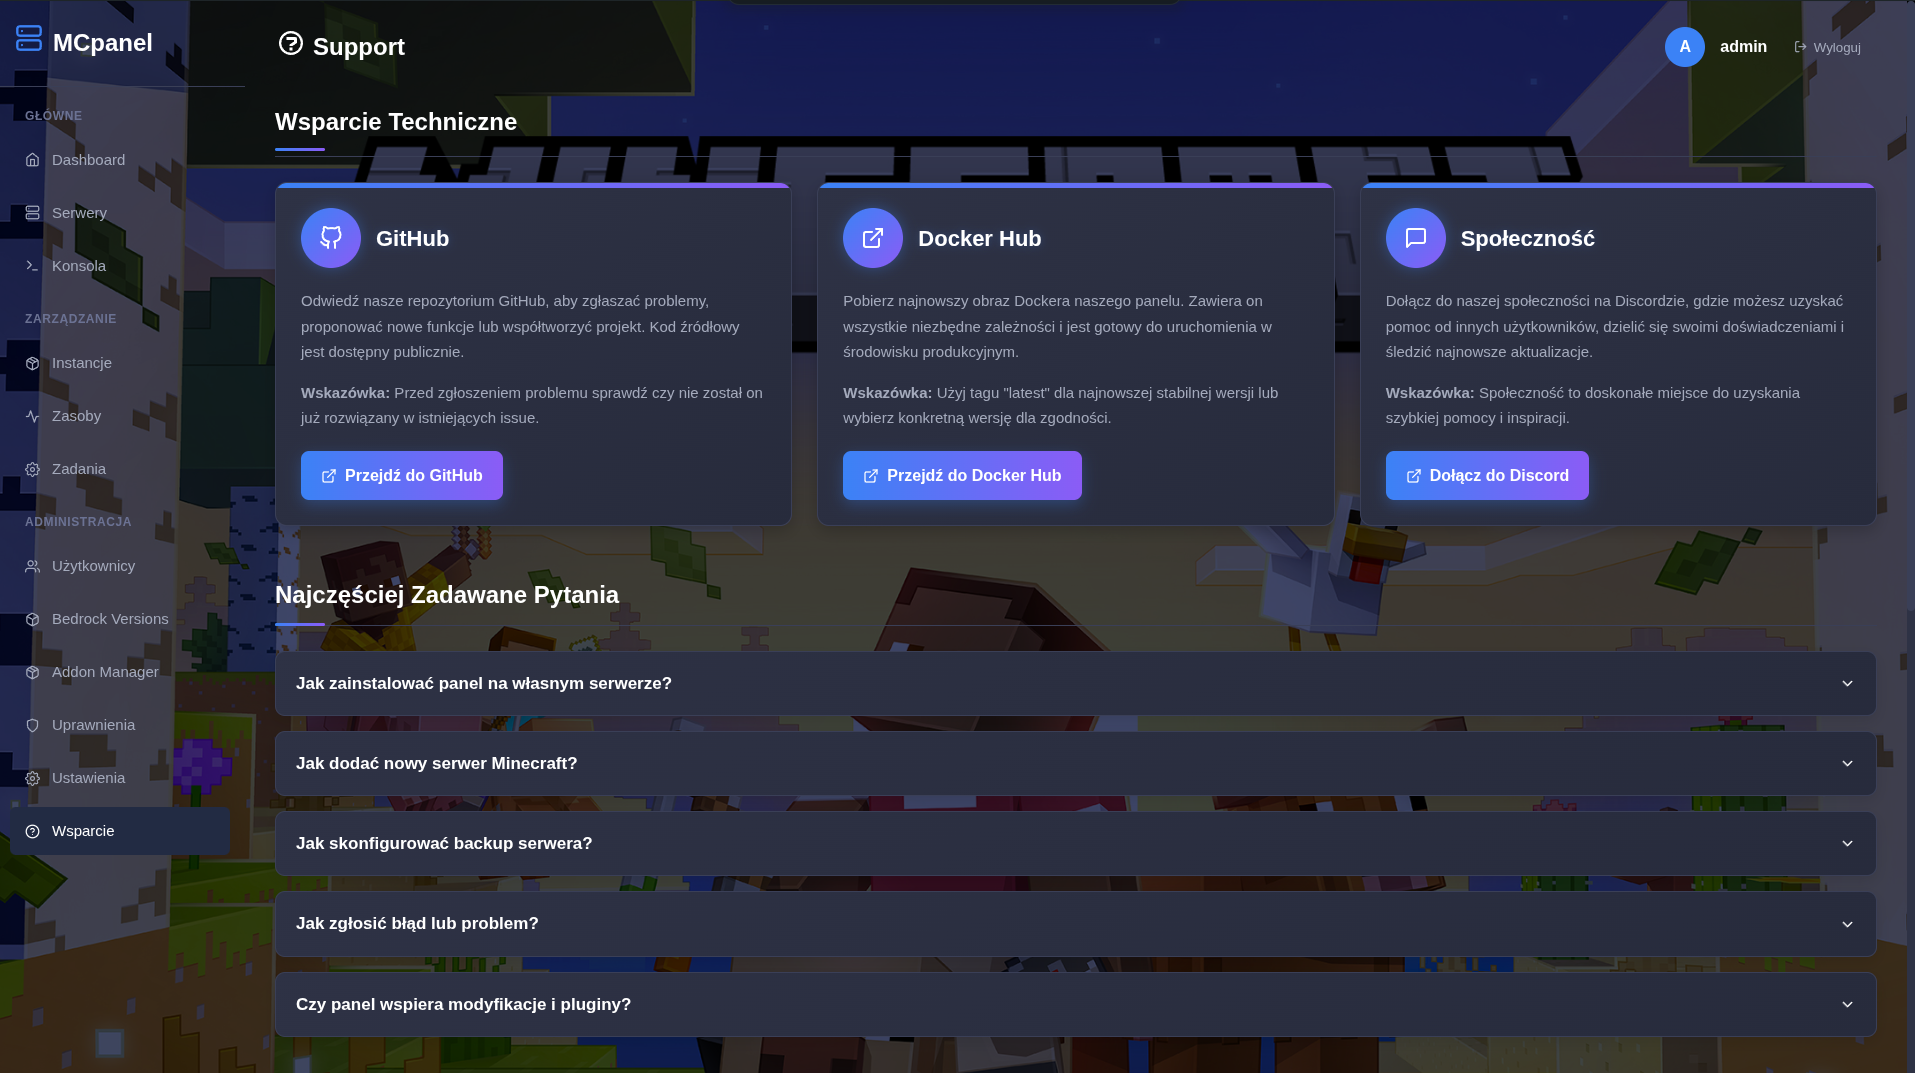 MCpanel
Support
A
admin
Wyloguj
GŁÓWNE
Dashboard
Serwery
Konsola
ZARZĄDZANIE
Instancje
Zasoby
Zadania
ADMINISTRACJA
Użytkownicy
Bedrock Versions
Addon Manager
Uprawnienia
Ustawienia
Wsparcie
Wsparcie Techniczne
GitHub
Odwiedź nasze repozytorium GitHub, aby zgłaszać problemy,
proponować nowe funkcje lub współtworzyć projekt. Kod źródłowy
jest dostępny publicznie.
Wskazówka: Przed zgłoszeniem problemu sprawdź czy nie został on
już rozwiązany w istniejących issue.
Przejdź do GitHub
Docker Hub
Pobierz najnowszy obraz Dockera naszego panelu. Zawiera on
wszystkie niezbędne zależności i jest gotowy do uruchomienia w
środowisku produkcyjnym.
Wskazówka: Użyj tagu "latest" dla najnowszej stabilnej wersji lub
wybierz konkretną wersję dla zgodności.
Przejdź do Docker Hub
Społeczność
Dołącz do naszej społeczności na Discordzie, gdzie możesz uzyskać
pomoc od innych użytkowników, dzielić się swoimi doświadczeniami i
śledzić najnowsze aktualizacje.
Wskazówka: Społeczność to doskonałe miejsce do uzyskania
szybkiej pomocy i inspiracji.
Dołącz do Discord
Najczęściej Zadawane Pytania
Jak zainstalować panel na własnym serwerze?
Jak dodać nowy serwer Minecraft?
Jak skonfigurować backup serwera?
Jak zgłosić błąd lub problem?
Czy panel wspiera modyfikacje i pluginy?